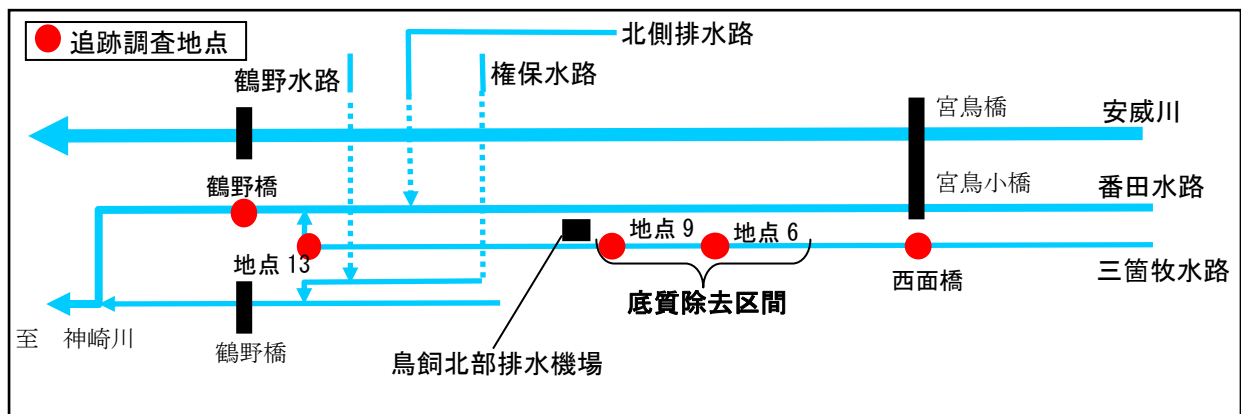 追跡調査地点
北側排水路
鶴野水路
権保水路
宮鳥橋
安威川
鶴野橋
宮鳥小橋
番田水路
地点 9
地点 6
地点 13
西面橋
三箇牧水路
底質除去区間
至 神崎川
鶴野橋
鳥飼北部排水機場